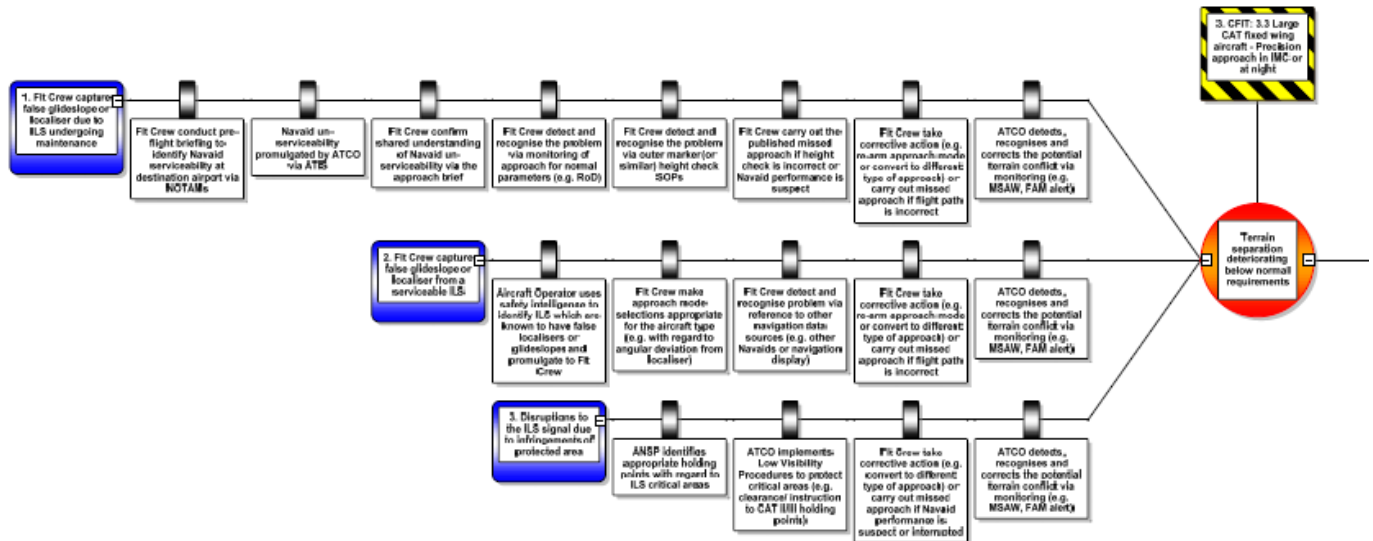 3. CFIT: 3.3 Large
CAT fixed wing
aircraft - Precision
approach in IMC or
at night
1. Flt Crew capture
false glideslope or
localiser due to
ILS undergoing
maintenance
Flt Crew conduct pre-
flight briefing to
identify Navaid
serviceability at
destination airport via
NOTAMs
Navaid un-
serviceability
promulgated by ATCO
via ATIS
Flt Crew confirm
shared understanding
of Navaid un-
serviceability via the
approach brief
Flt Crew detect and
recognise the problem
via monitoring of
approach for normal
parameters (e.g. RoD)
Flt Crew detect and
recognise the problem
via outer marker (or
similar) height check
SOPs
Flt Crew carry out the
published missed
approach if height
check is incorrect or
Navaid performance is
suspect
Flt Crew take
corrective action (e.g.
re-arm approach mode
or convert to different
type of approach) or
carry out missed
approach if flight path
is incorrect
ATCO detects,
recognises and
corrects the potential
terrain conflict via
monitoring (e.g.
MSAW, FAM alert)
Terrain
separation
deteriorating
below normal
requirements
2. Flt Crew capture
false glideslope or
localiser from a
serviceable ILS
Aircraft Operator uses
safety intelligence to
identify ILS which are
known to have false
localisers or
glideslopes and
promulgate to Flt
Crew
Flt Crew make
approach mode
selections appropriate
for the aircraft type
(e.g. with regard to
angular deviation from
localiser)
Flt Crew detect and
recognise problem via
reference to other
navigation data
sources (e.g. other
Navaids or navigation
display)
Flt Crew take
corrective action (e.g.
re-arm approach mode
or convert to different
type of approach) or
carry out missed
approach if flight path
is incorrect
ATCO detects,
recognises and
corrects the potential
terrain conflict via
monitoring (e.g.
MSAW, FAM alert)
3. Disruptions to
the ILS signal due
to infringements of
protected area
ANSP identifies
appropriate holding
points with regard to
ILS critical areas
ATCO implements
Low Visibility
Procedures to protect
critical areas (e.g.
clearance/ instruction
to CAT II/III holding
points)
Flt Crew take
corrective action (e.g.
convert to different
type of approach) or
carry out missed
approach if Navaid
performance is
suspect or interrupted
ATCO detects,
recognises and
corrects the potential
terrain conflict via
monitoring (e.g.
MSAW, FAM alert)